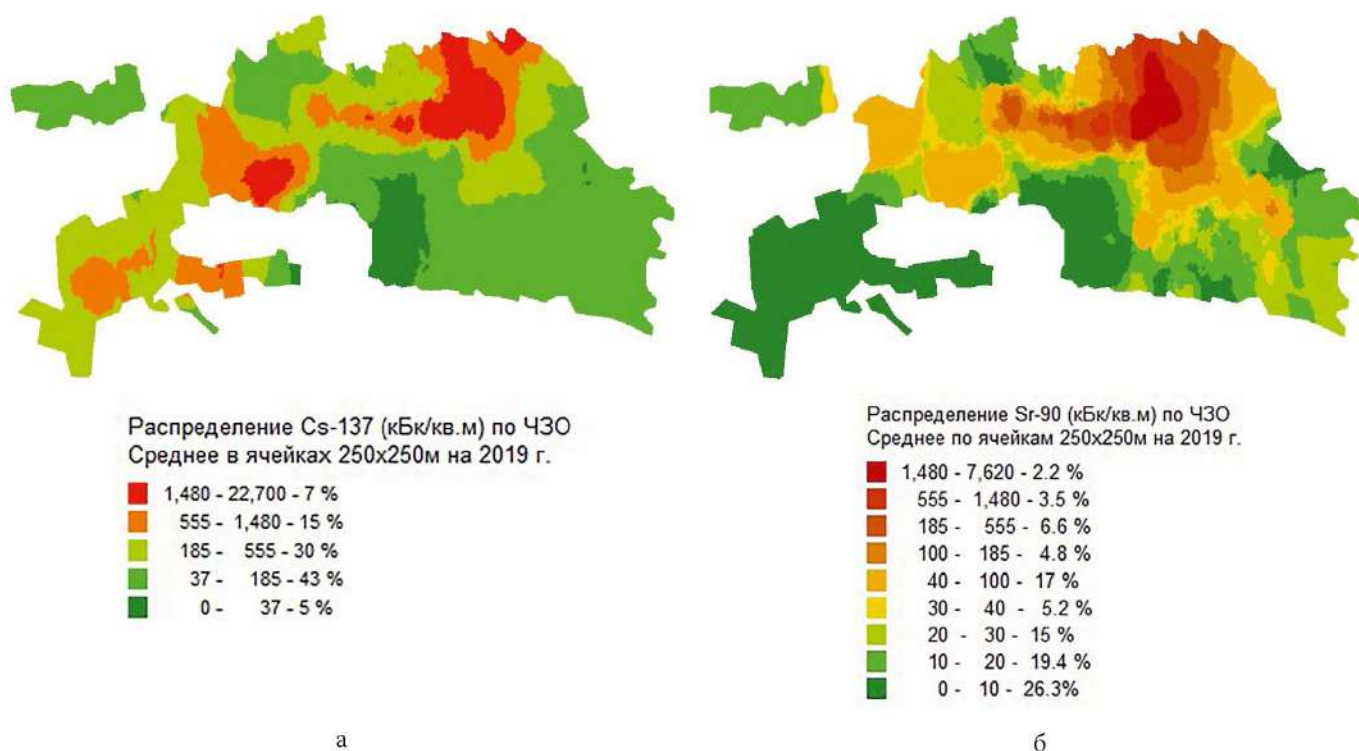 Распределение Cs-137 (кБк/кв.м) по ЧЗО
Среднее в ячейках 250х250м на 2019 г.
1,480 - 22,700 - 7 %
555 - 1,480 - 15 %
185 - 555 - 30 %
37 - 185 - 43 %
0 - 37 - 5 %
а
Распределение Sr-90 (кБк/кв.м) по ЧЗО
Среднее по ячейкам 250х250м на 2019 г.
1,480 - 7,620 - 2.2 %
555 - 1,480 - 3.5 %
185 - 555 - 6.6 %
100 - 185 - 4.8 %
40 - 100 - 17 %
30 - 40 - 5.2 %
20 - 30 - 15 %
10 - 20 - 19.4 %
0 - 10 - 26.3%
б